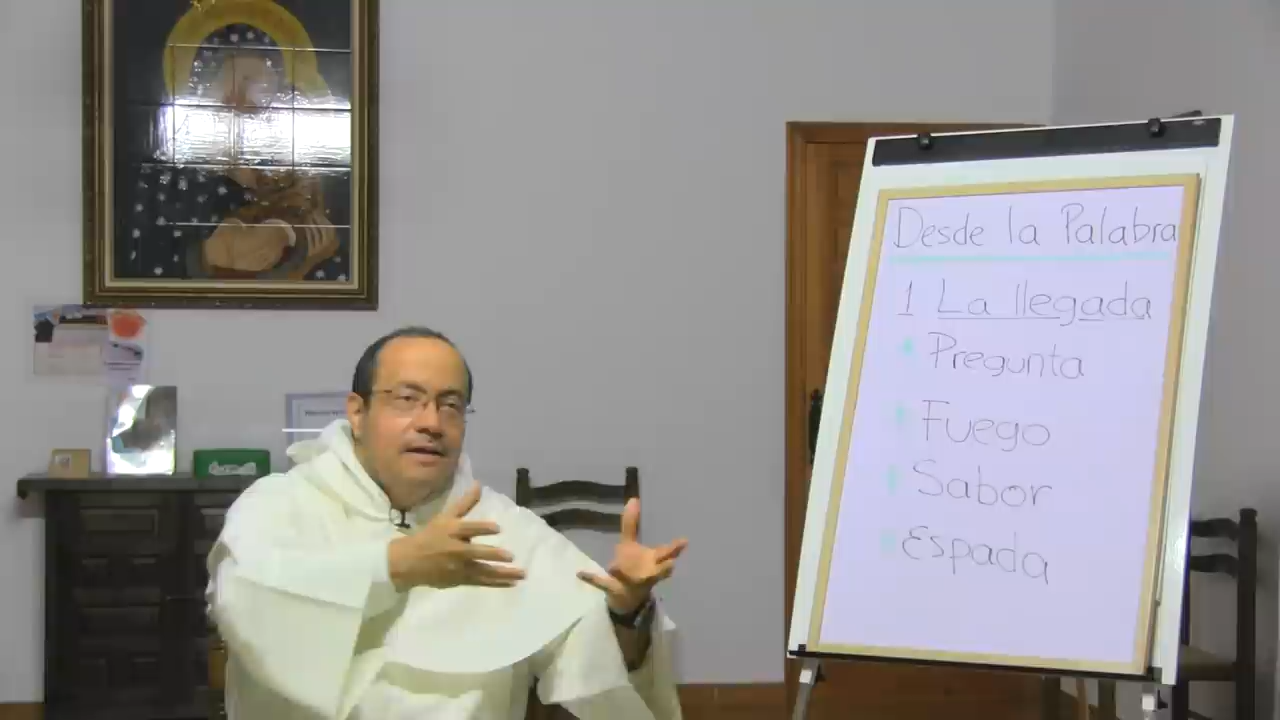 Desde la Palabra
1 La llegada
Pregunta
Fuego
Sabor
Espada